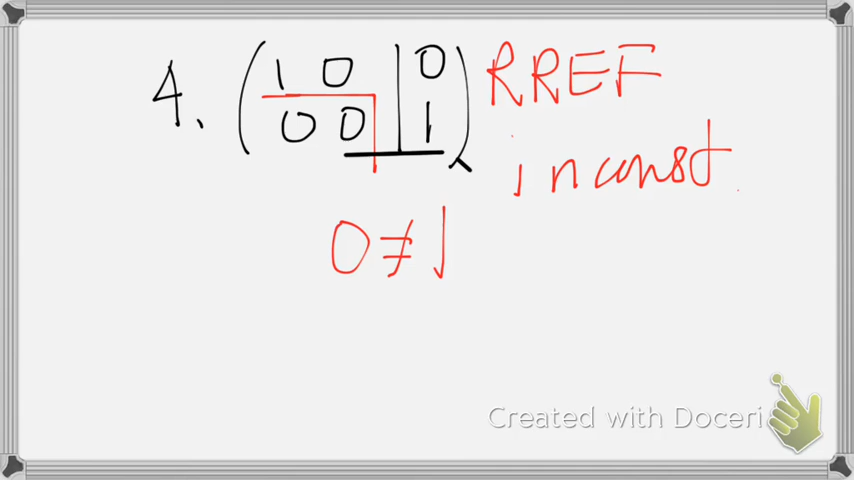 4. ( 1 0 | 0 ) RREF
0 0 | 1
inconst.
0 ≠ 1
Created with Doceri